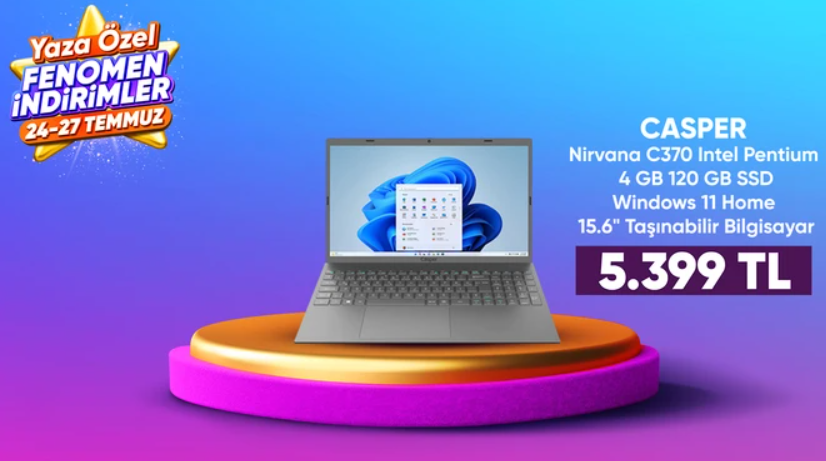 Yaza Özel
FENOMEN
İNDİRİMLER
24-27 TEMMUZ
CASPER
Nirvana C370 Intel Pentium
4 GB 120 GB SSD
Windows 11 Home
15.6" Taşınabilir Bilgisayar
5.399 TL
Casper